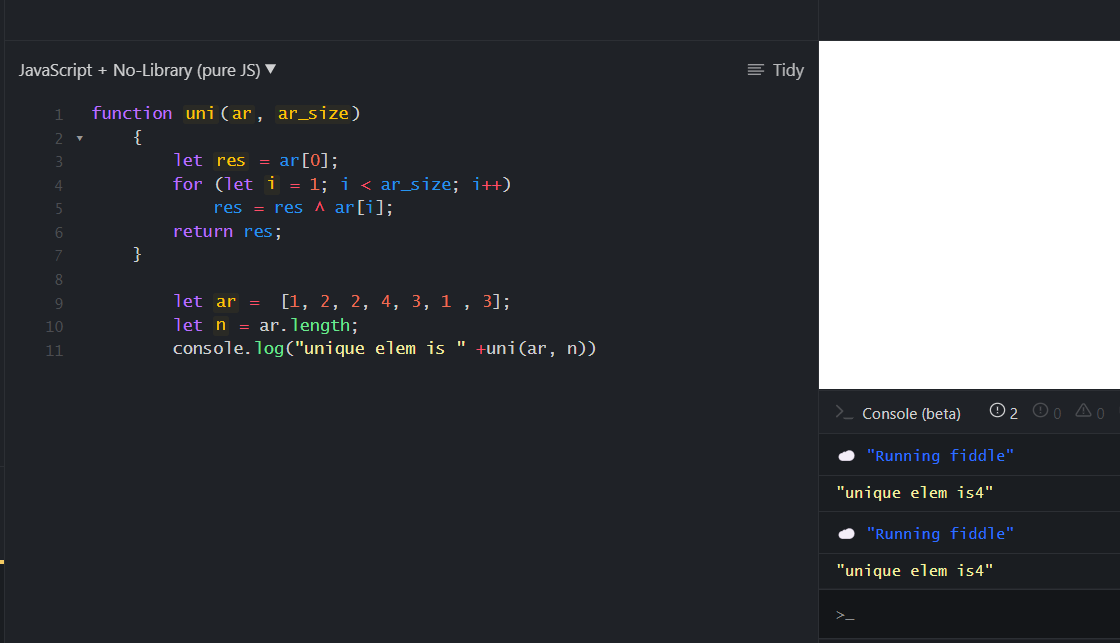 JavaScript + No-Library (pure JS) ▼
Tidy
1 function uni(ar, ar_size)
2 {
3 let res = ar[0];
4 for (let i = 1; i < ar_size; i++)
5 res = res ^ ar[i];
6 return res;
7 }
8
9 let ar =  [1, 2, 2, 4, 3, 1 , 3];
10 let n = ar.length;
11 console.log("unique elem is " +uni(ar, n))
>_ Console (beta) 2 0 0
"Running fiddle"
"unique elem is4"
"Running fiddle"
"unique elem is4"
>_